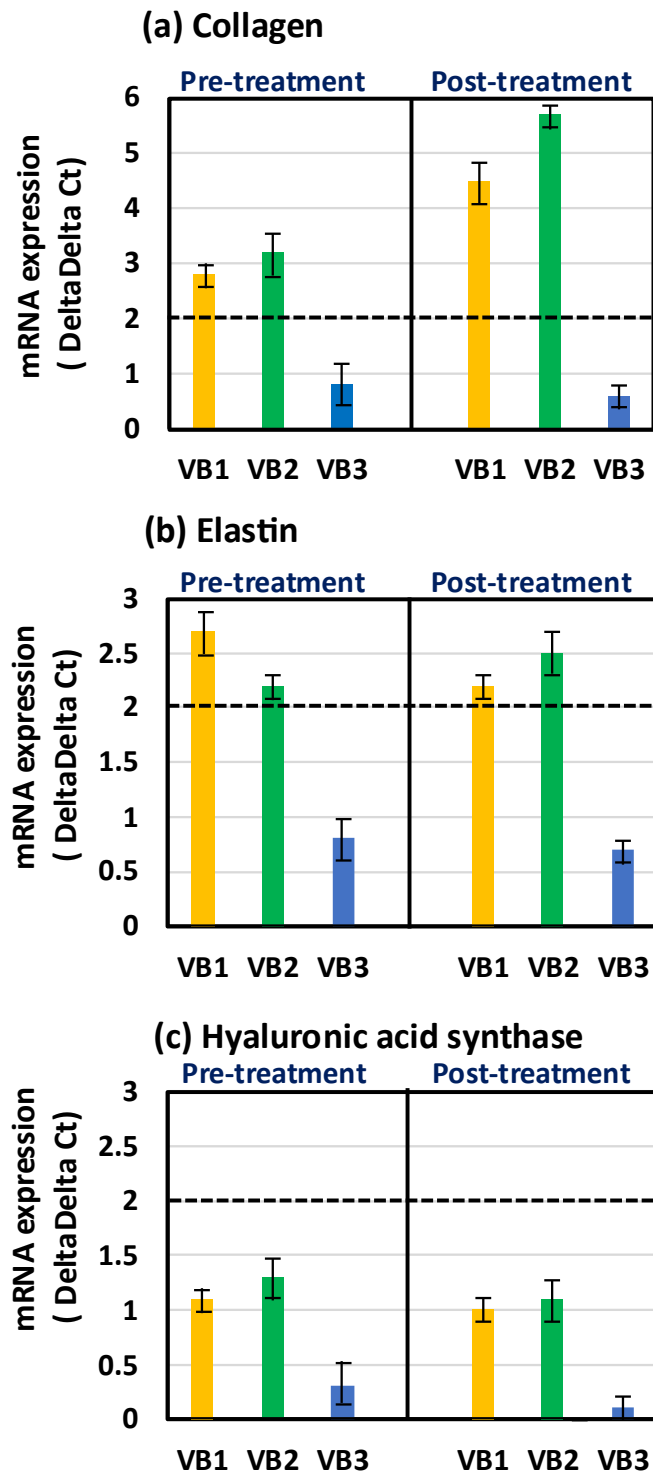 (a) Collagen
Pre-treatment Post-treatment
mRNA expression
( DeltaDelta Ct)
6
5
4
3
2
1
0
VB1 VB2 VB3 VB1 VB2 VB3
(b) Elastin
Pre-treatment Post-treatment
mRNA expression
( DeltaDelta Ct)
3
2.5
2
1.5
1
0.5
0
VB1 VB2 VB3 VB1 VB2 VB3
(c) Hyaluronic acid synthase
Pre-treatment Post-treatment
mRNA expression
( DeltaDelta Ct)
3
2.5
2
1.5
1
0.5
0
VB1 VB2 VB3 VB1 VB2 VB3